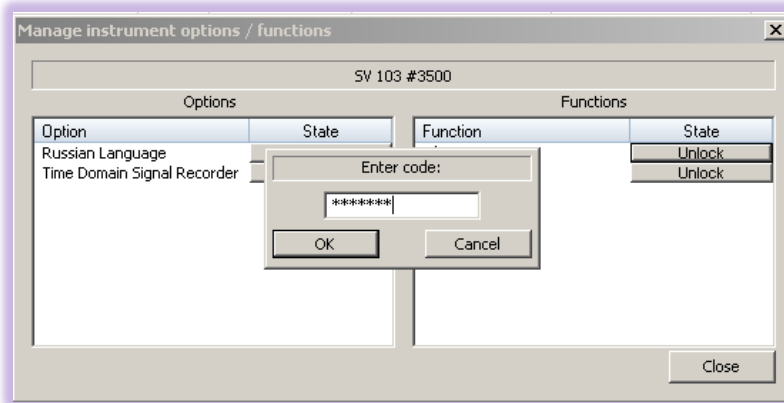 Manage instrument options / functions
SV 103 #3500
Options
Functions
Option State
Function State
Russian Language
Unlock
Time Domain Signal Recorder
Unlock
Enter code:
*******
OK Cancel
Close